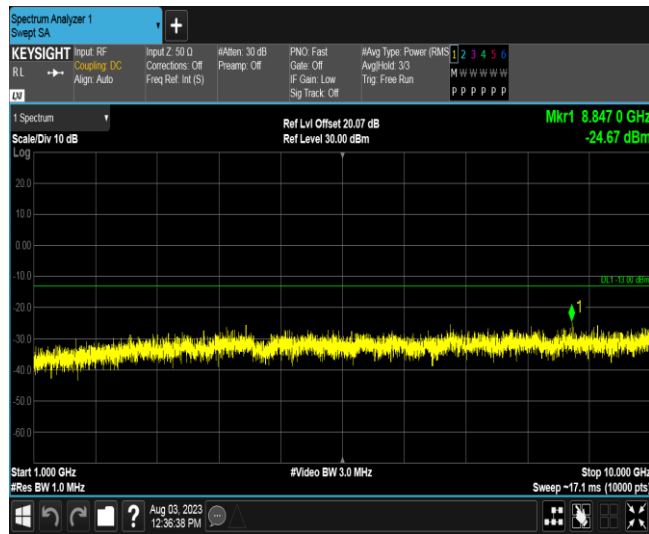 Spectrum Analyzer 1
Swept SA
KEYSIGHT Input: RF Input Z: 50 Ω #Atten: 30 dB PNO: Fast #Avg Type: Power (RMS 1 2 3 4 5 6
RL Coupling: DC Corrections: Off Preamp: Off Gate: Off Avg|Hold: 3/3 M W W W W W
Align: Auto Freq Ref: Int (S) IF Gain: Low Trig: Free Run
LXI Sig Track: Off P P P P P P
1 Spectrum Ref Lvl Offset 20.07 dB Mkr1 8.847 0 GHz
Scale/Div 10 dB Ref Level 30.00 dBm -24.67 dBm
Log
20.0
10.0
0.00
-10.0
DL1 -13.00 dBm
-20.0
1
-30.0
-40.0
-50.0
-60.0
Start 1.000 GHz #Video BW 3.0 MHz Stop 10.000 GHz
#Res BW 1.0 MHz Sweep ~17.1 ms (10000 pts)
? Aug 03, 2023
12:36:38 PM